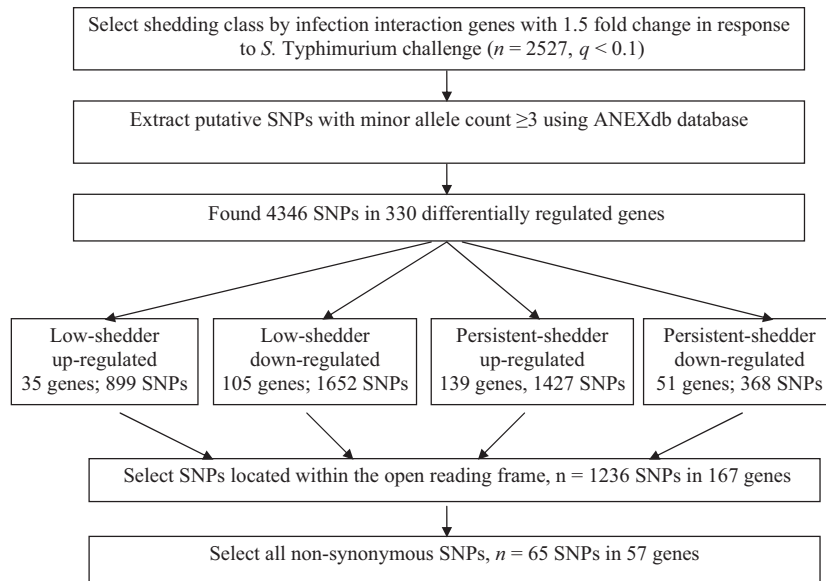 Select shedding class by infection interaction genes with 1.5 fold change in response
to S. Typhimurium challenge (n = 2527, q < 0.1)
Extract putative SNPs with minor allele count ≥3 using ANEXdb database
Found 4346 SNPs in 330 differentially regulated genes
Low-shedder
up-regulated
35 genes; 899 SNPs
Low-shedder
down-regulated
105 genes; 1652 SNPs
Persistent-shedder
up-regulated
139 genes, 1427 SNPs
Persistent-shedder
down-regulated
51 genes; 368 SNPs
Select SNPs located within the open reading frame, n = 1236 SNPs in 167 genes
Select all non-synonymous SNPs, n = 65 SNPs in 57 genes